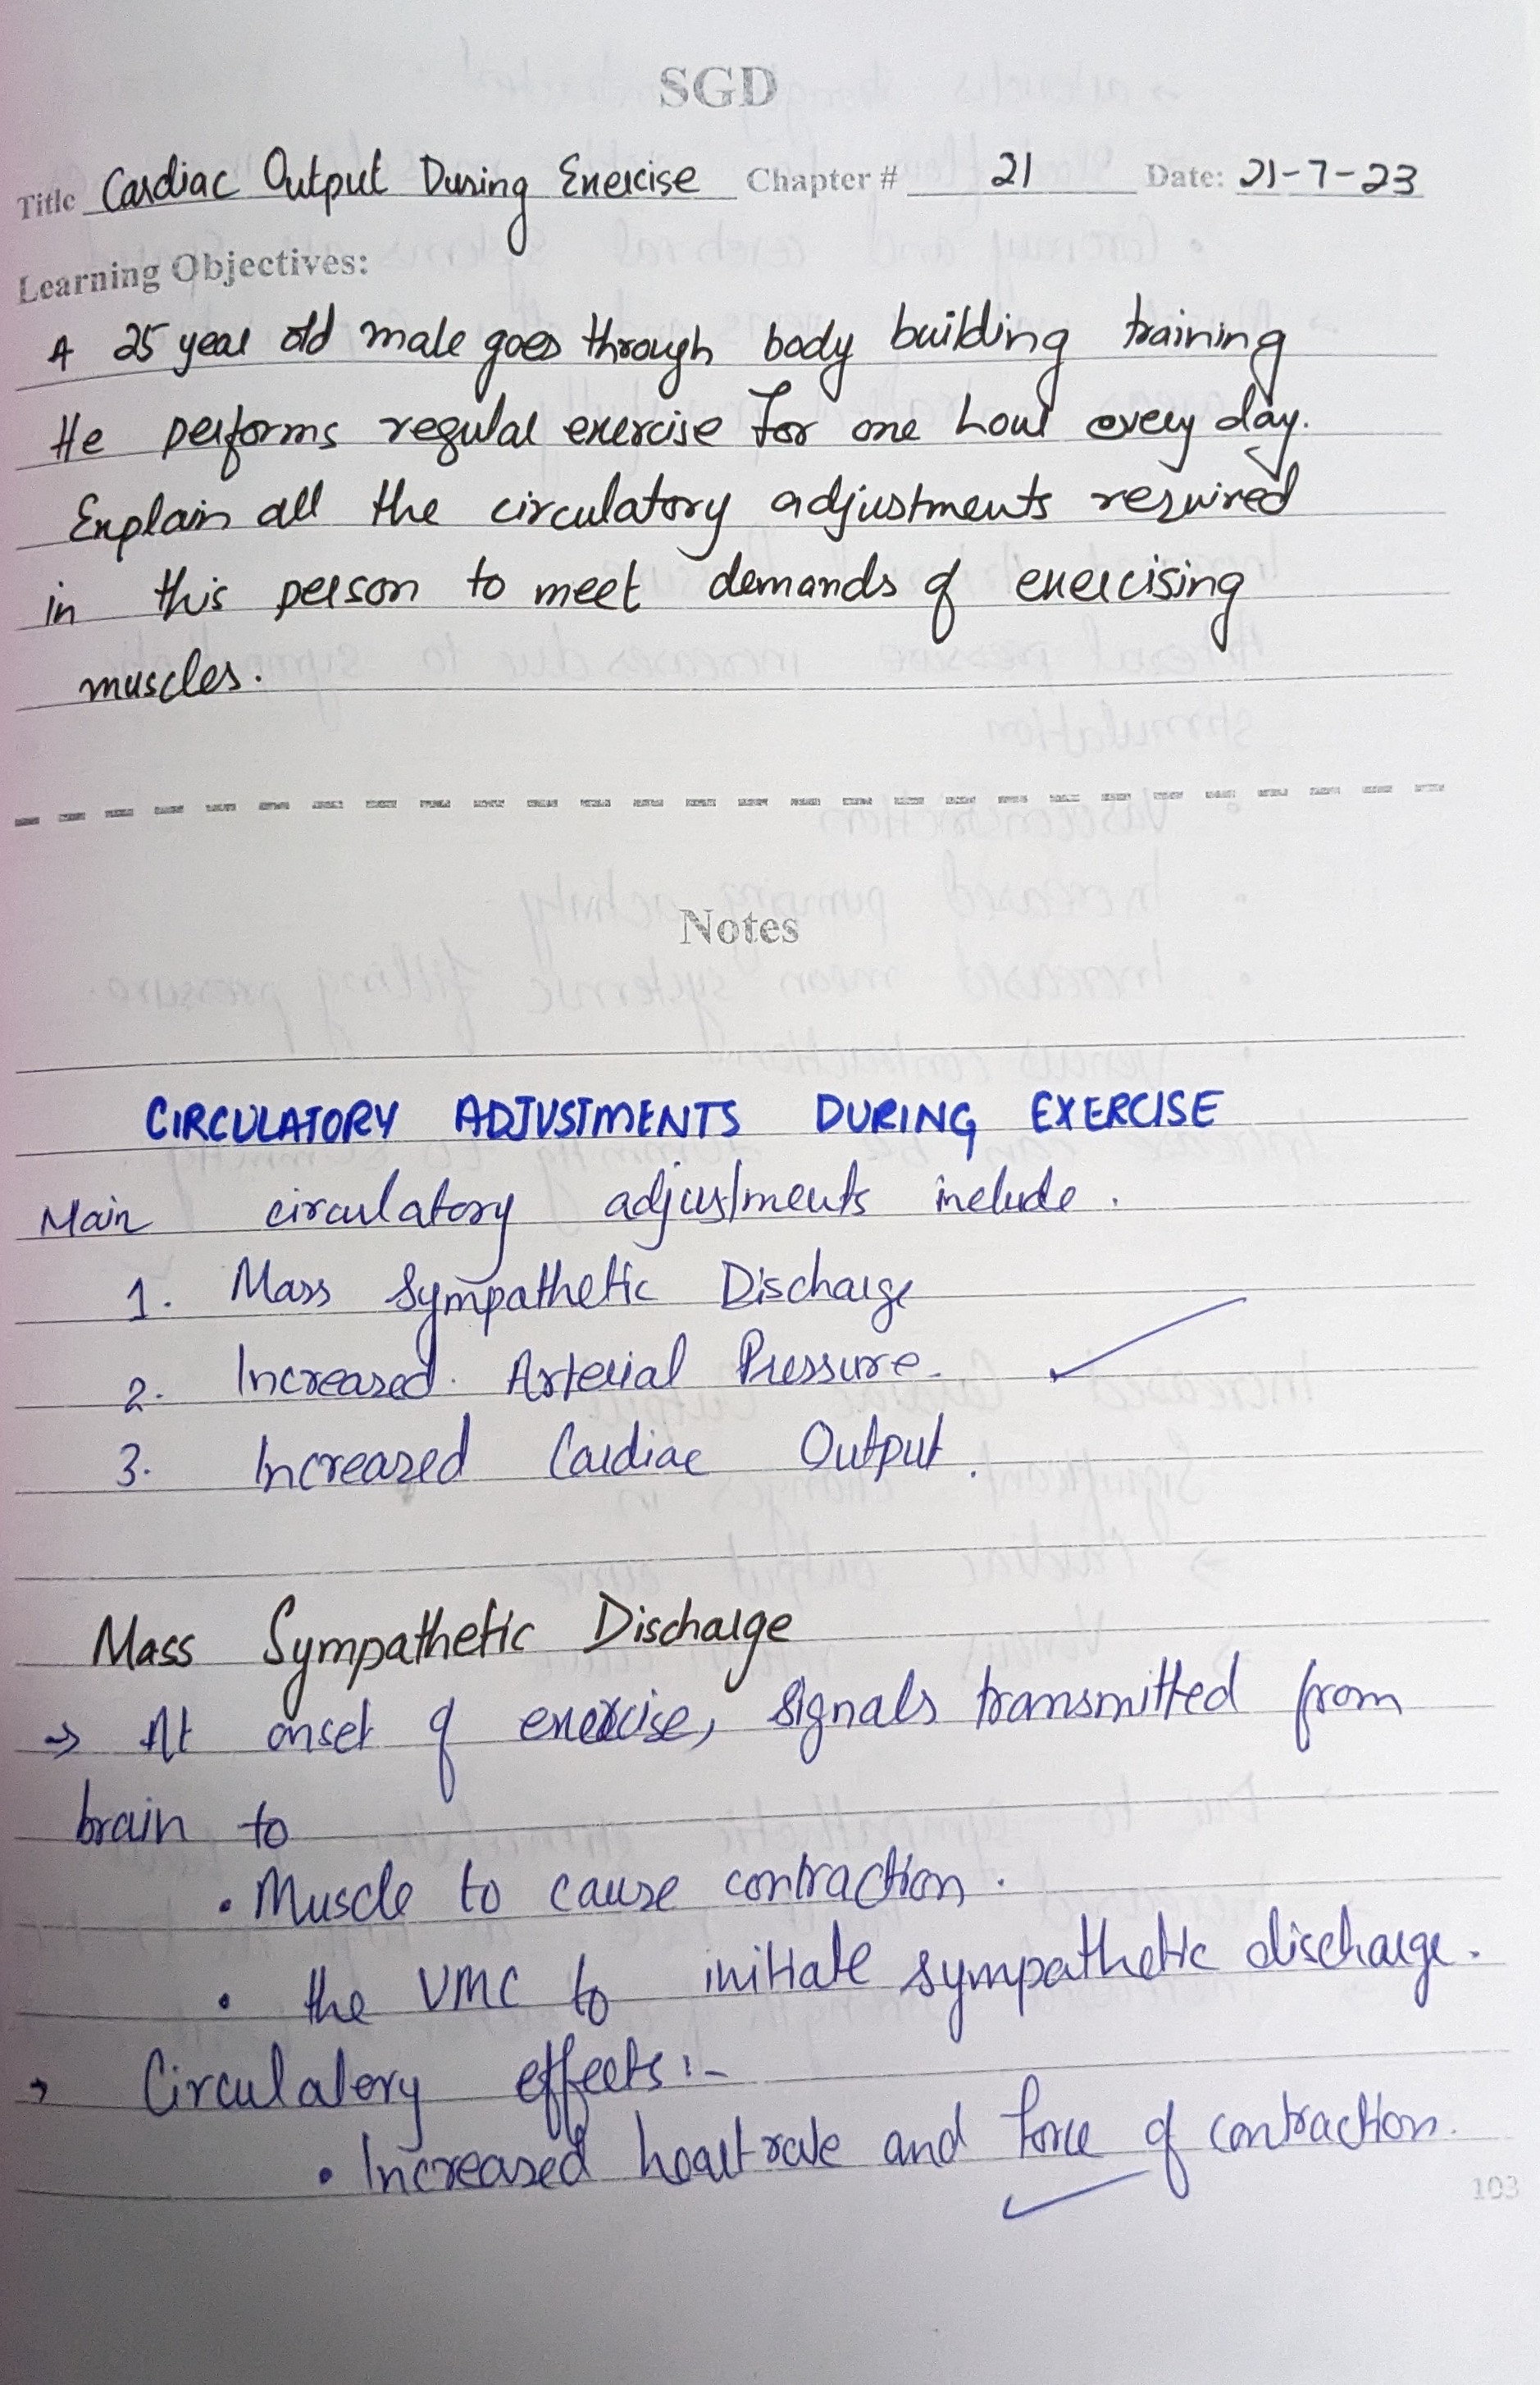 SGD
Title Cardiac Output During Exercise Chapter # 21 Date: 21-7-23
Learning Objectives:
A 25 year old male goes through body building training
He performs regular exercise for one hour every day.
Explain all the circulatory adjustments required
in this person to meet demands of exercising
muscles.
Notes
CIRCULATORY ADJUSTMENTS DURING EXERCISE
Main circulatory adjustments include.
1. Mass Sympathetic Discharge
2. Increased Arterial Pressure.
3. Increased Cardiac Output.
Mass Sympathetic Discharge
→ At onset of exercise, signals transmitted from
brain to
• Muscle to cause contraction.
• the VMC to initiate sympathetic discharge.
→ Circulatory effects:-
• Increased heart rate and force of contraction.
103